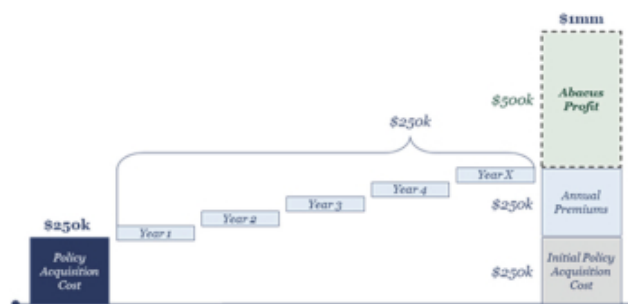 $1mm
$500k
Abacus
Profit
$250k
Year X
Year 4
Year 3
Year 2
Year 1
$250k
Annual
Premiums
$250k
Policy
Acquisition
Cost
$250k
Initial Policy
Acquisition
Cost